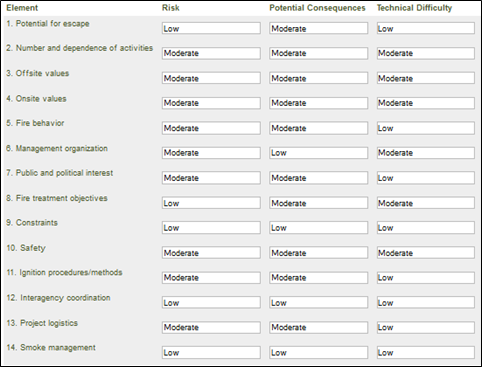 Element Risk Potential Consequences Technical Difficulty
1. Potential for escape Low Moderate Low
2. Number and dependence of activities Moderate Moderate Moderate
3. Offsite values Moderate Moderate Moderate
4. Onsite values Moderate Moderate Moderate
5. Fire behavior Moderate Moderate Low
6. Management organization Moderate Low Moderate
7. Public and political interest Moderate Moderate Low
8. Fire treatment objectives Low Moderate Moderate
9. Constraints Low Low Low
10. Safety Moderate Moderate Moderate
11. Ignition procedures/methods Moderate Moderate Low
12. Interagency coordination Low Low Low
13. Project logistics Moderate Moderate Low
14. Smoke management Low Low Low